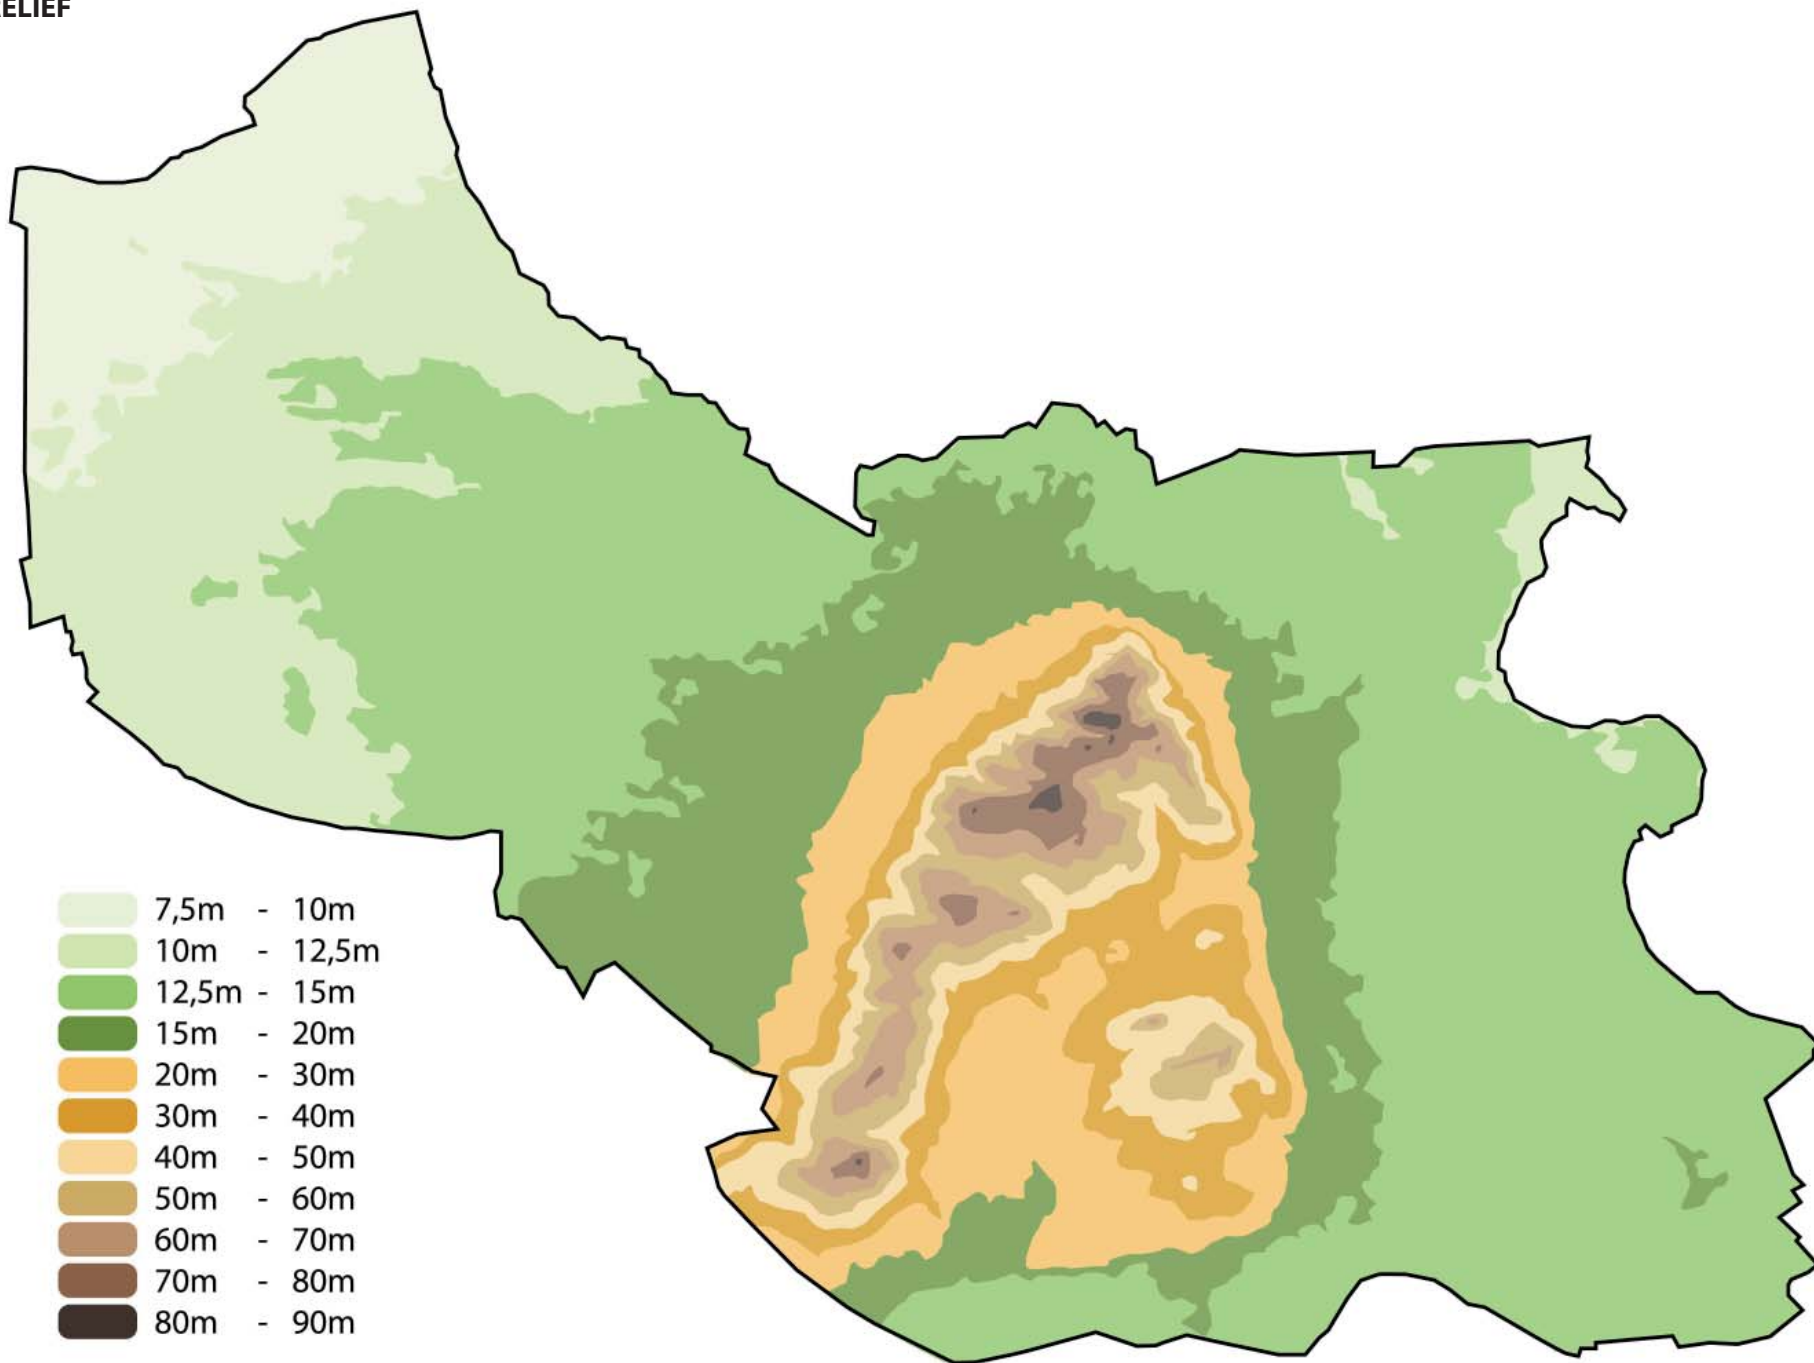 RELIEF
7,5m - 10m
10m - 12,5m
12,5m - 15m
15m - 20m
20m - 30m
30m - 40m
40m - 50m
50m - 60m
60m - 70m
70m - 80m
80m - 90m